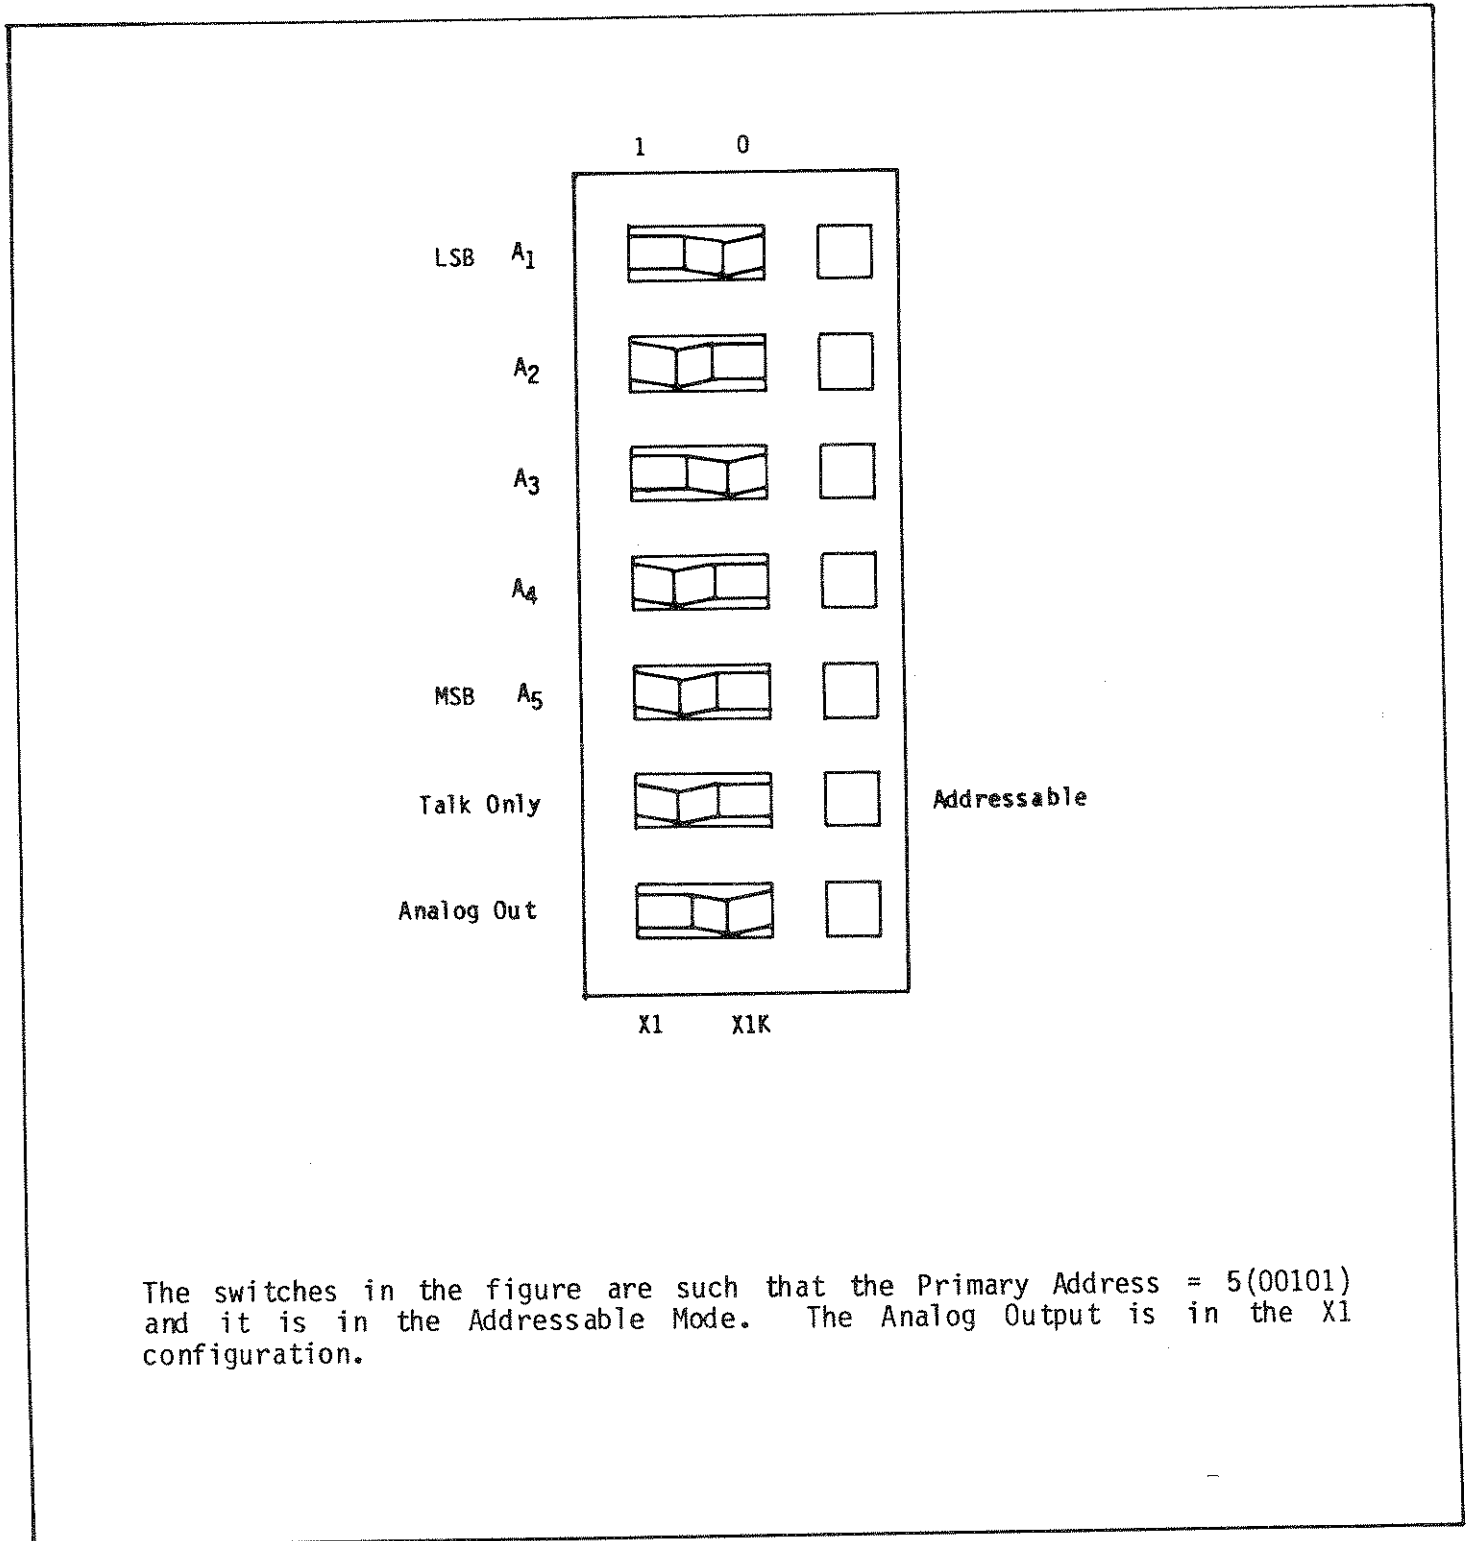 1 0
LSB A1
A2
A3
A4
MSB A5
Talk Only Addressable
Analog Out
X1 X1K
The switches in the figure are such that the Primary Address = 5(00101)
and it is in the Addressable Mode. The Analog Output is in the X1
configuration.